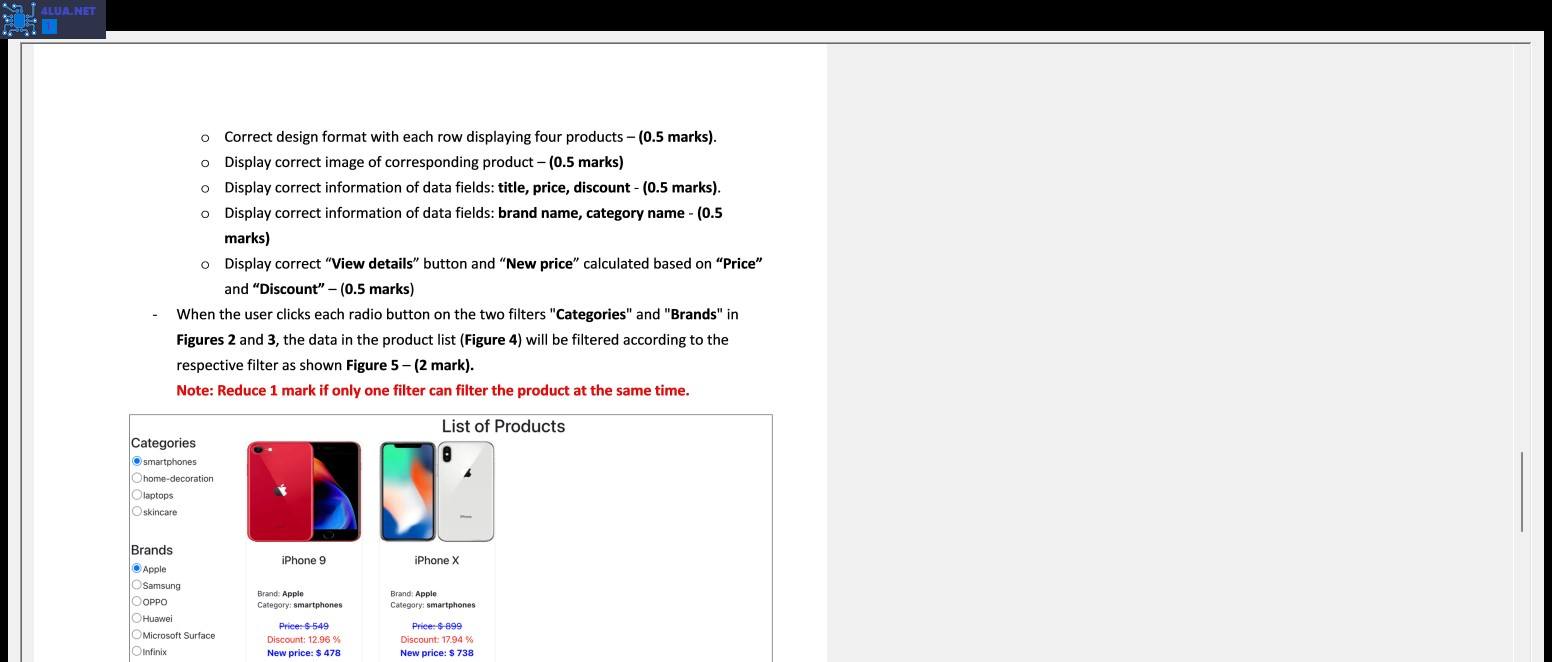 4LUA.NET
1
o Correct design format with each row displaying four products – (0.5 marks).
o Display correct image of corresponding product – (0.5 marks)
o Display correct information of data fields: title, price, discount - (0.5 marks).
o Display correct information of data fields: brand name, category name - (0.5
marks)
o Display correct “View details” button and “New price” calculated based on “Price”
and “Discount” – (0.5 marks)
- When the user clicks each radio button on the two filters "Categories" and "Brands" in
Figures 2 and 3, the data in the product list (Figure 4) will be filtered according to the
respective filter as shown Figure 5 – (2 mark).
Note: Reduce 1 mark if only one filter can filter the product at the same time.
List of Products
Categories
smartphones
home-decoration
laptops
skincare
Brands
Apple
Samsung
OPPO
Huawei
Microsoft Surface
Infinix
iPhone 9
Brand: Apple
Category: smartphones
Price: $ 549
Discount: 12.96 %
New price: $ 478
iPhone X
Brand: Apple
Category: smartphones
Price: $ 899
Discount: 17.94 %
New price: $ 738